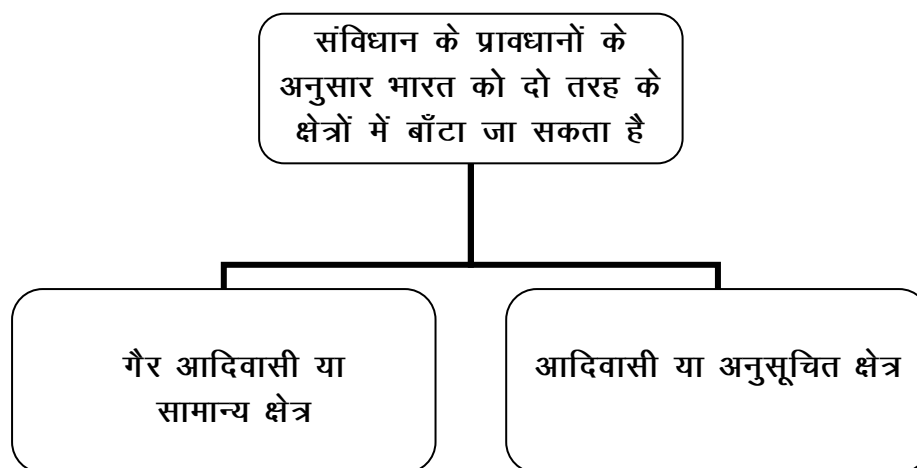 संविधान के प्रावधानों के
अनुसार भारत को दो तरह के
क्षेत्रों में बाँटा जा सकता है
गैर आदिवासी या
सामान्य क्षेत्र
आदिवासी या अनुसूचित क्षेत्र